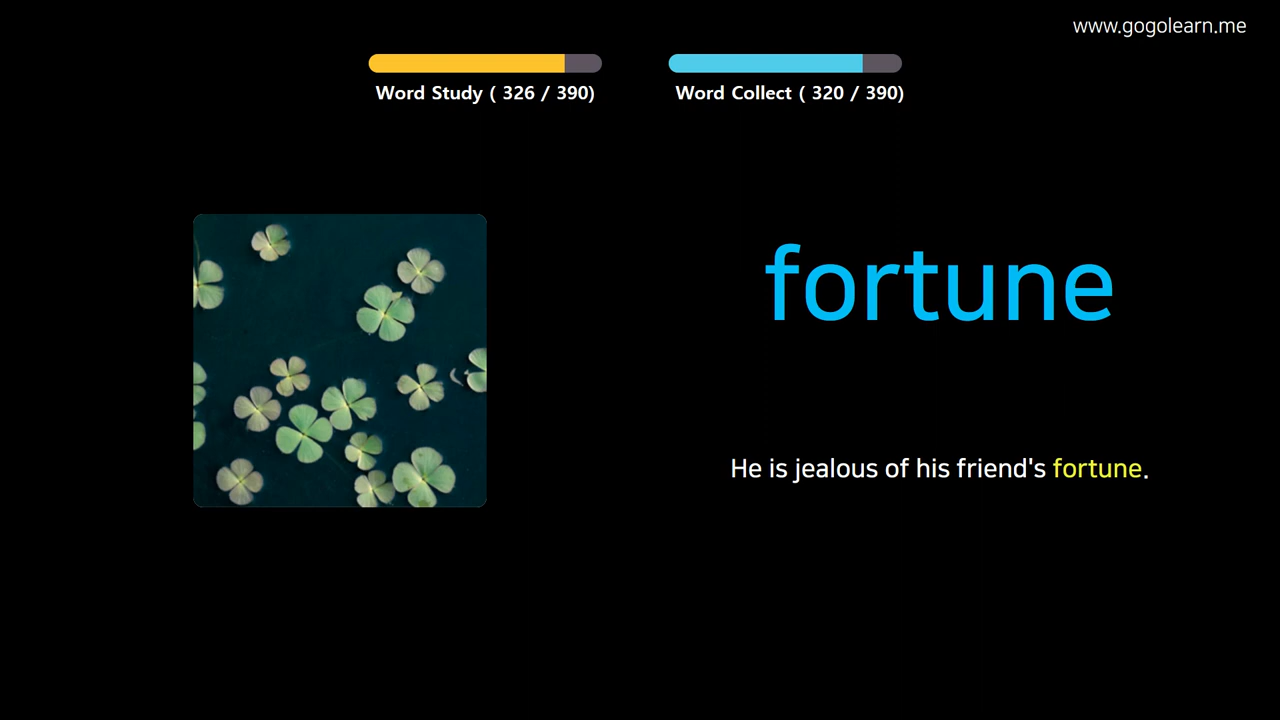 www.gogolearn.me
Word Study ( 326 / 390)
Word Collect ( 320 / 390)
fortune
He is jealous of his friend's fortune.